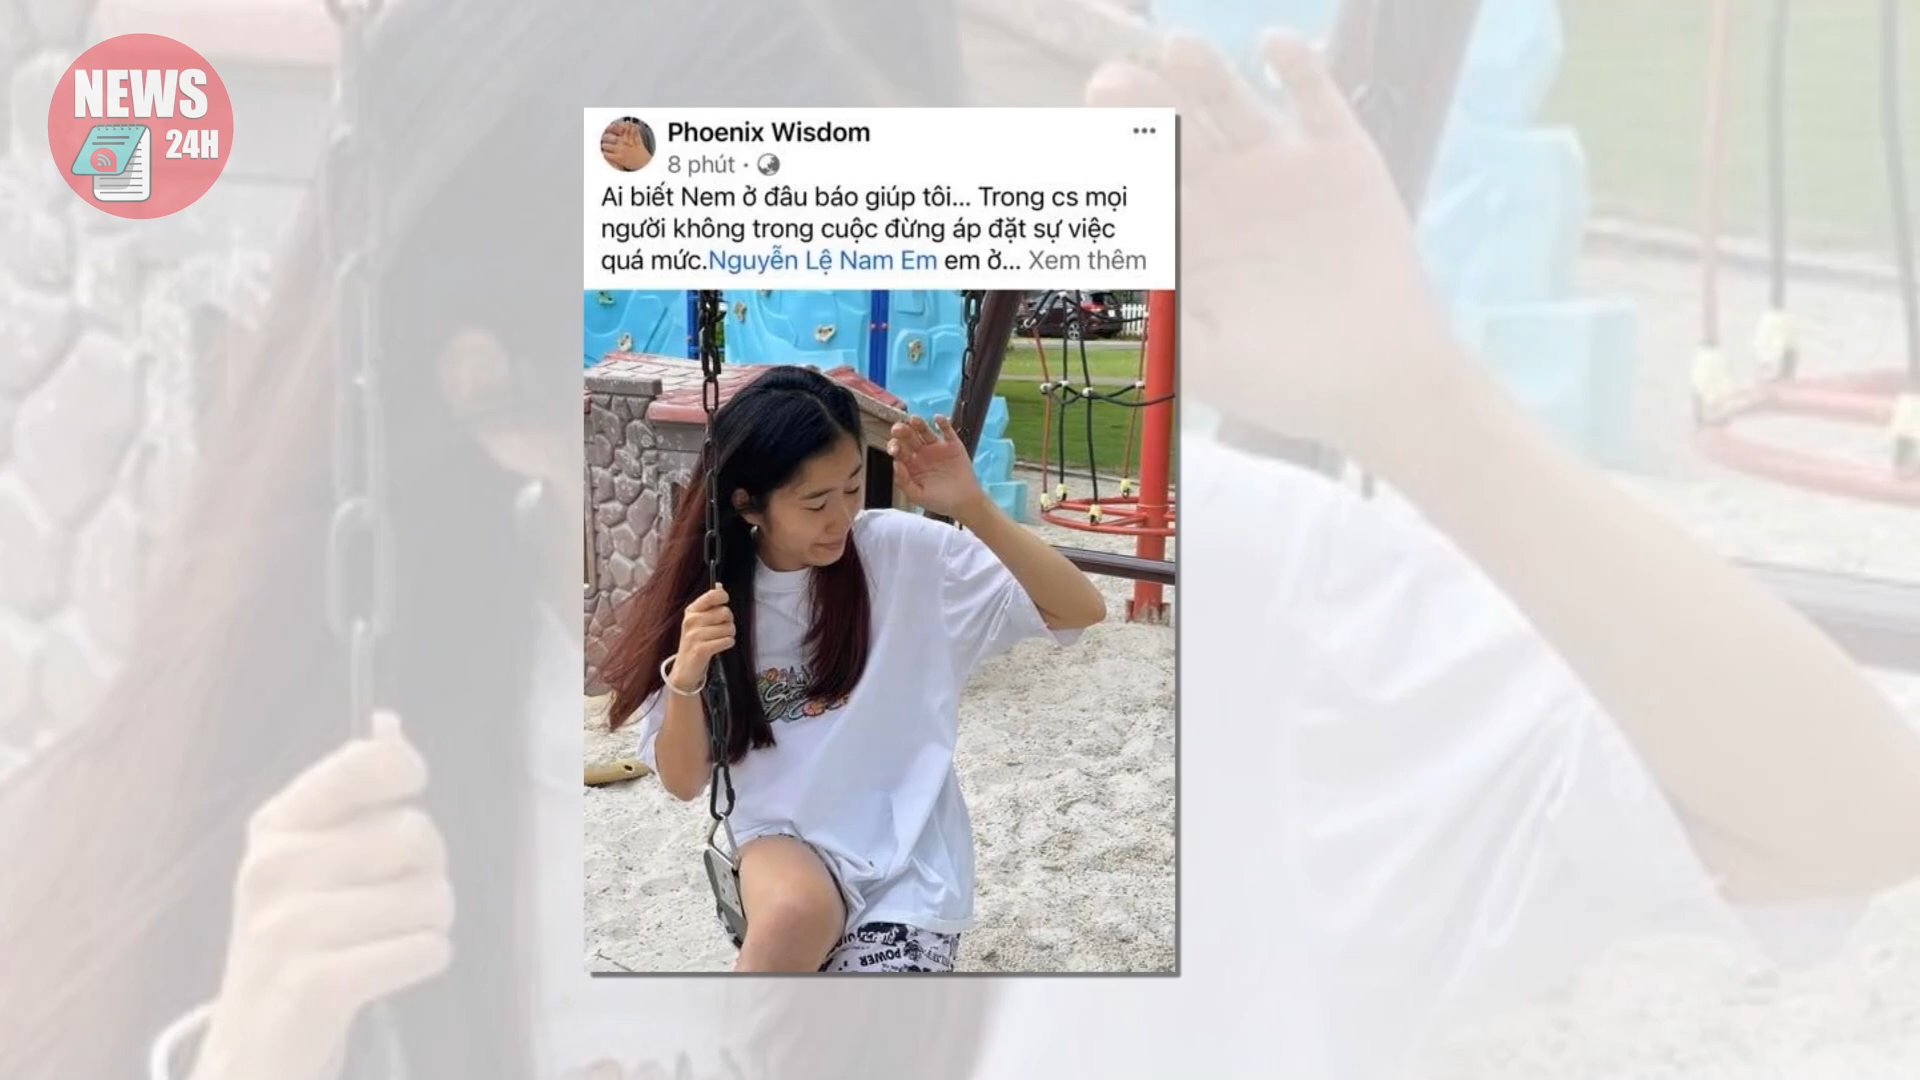 NEWS
24H
Phoenix Wisdom
8 phút
Ai biết Nem ở đâu báo giúp tôi... Trong cs mọi
người không trong cuộc đừng áp đặt sự việc
quá mức.Nguyễn Lệ Nam Em em ở... Xem thêm
POWER